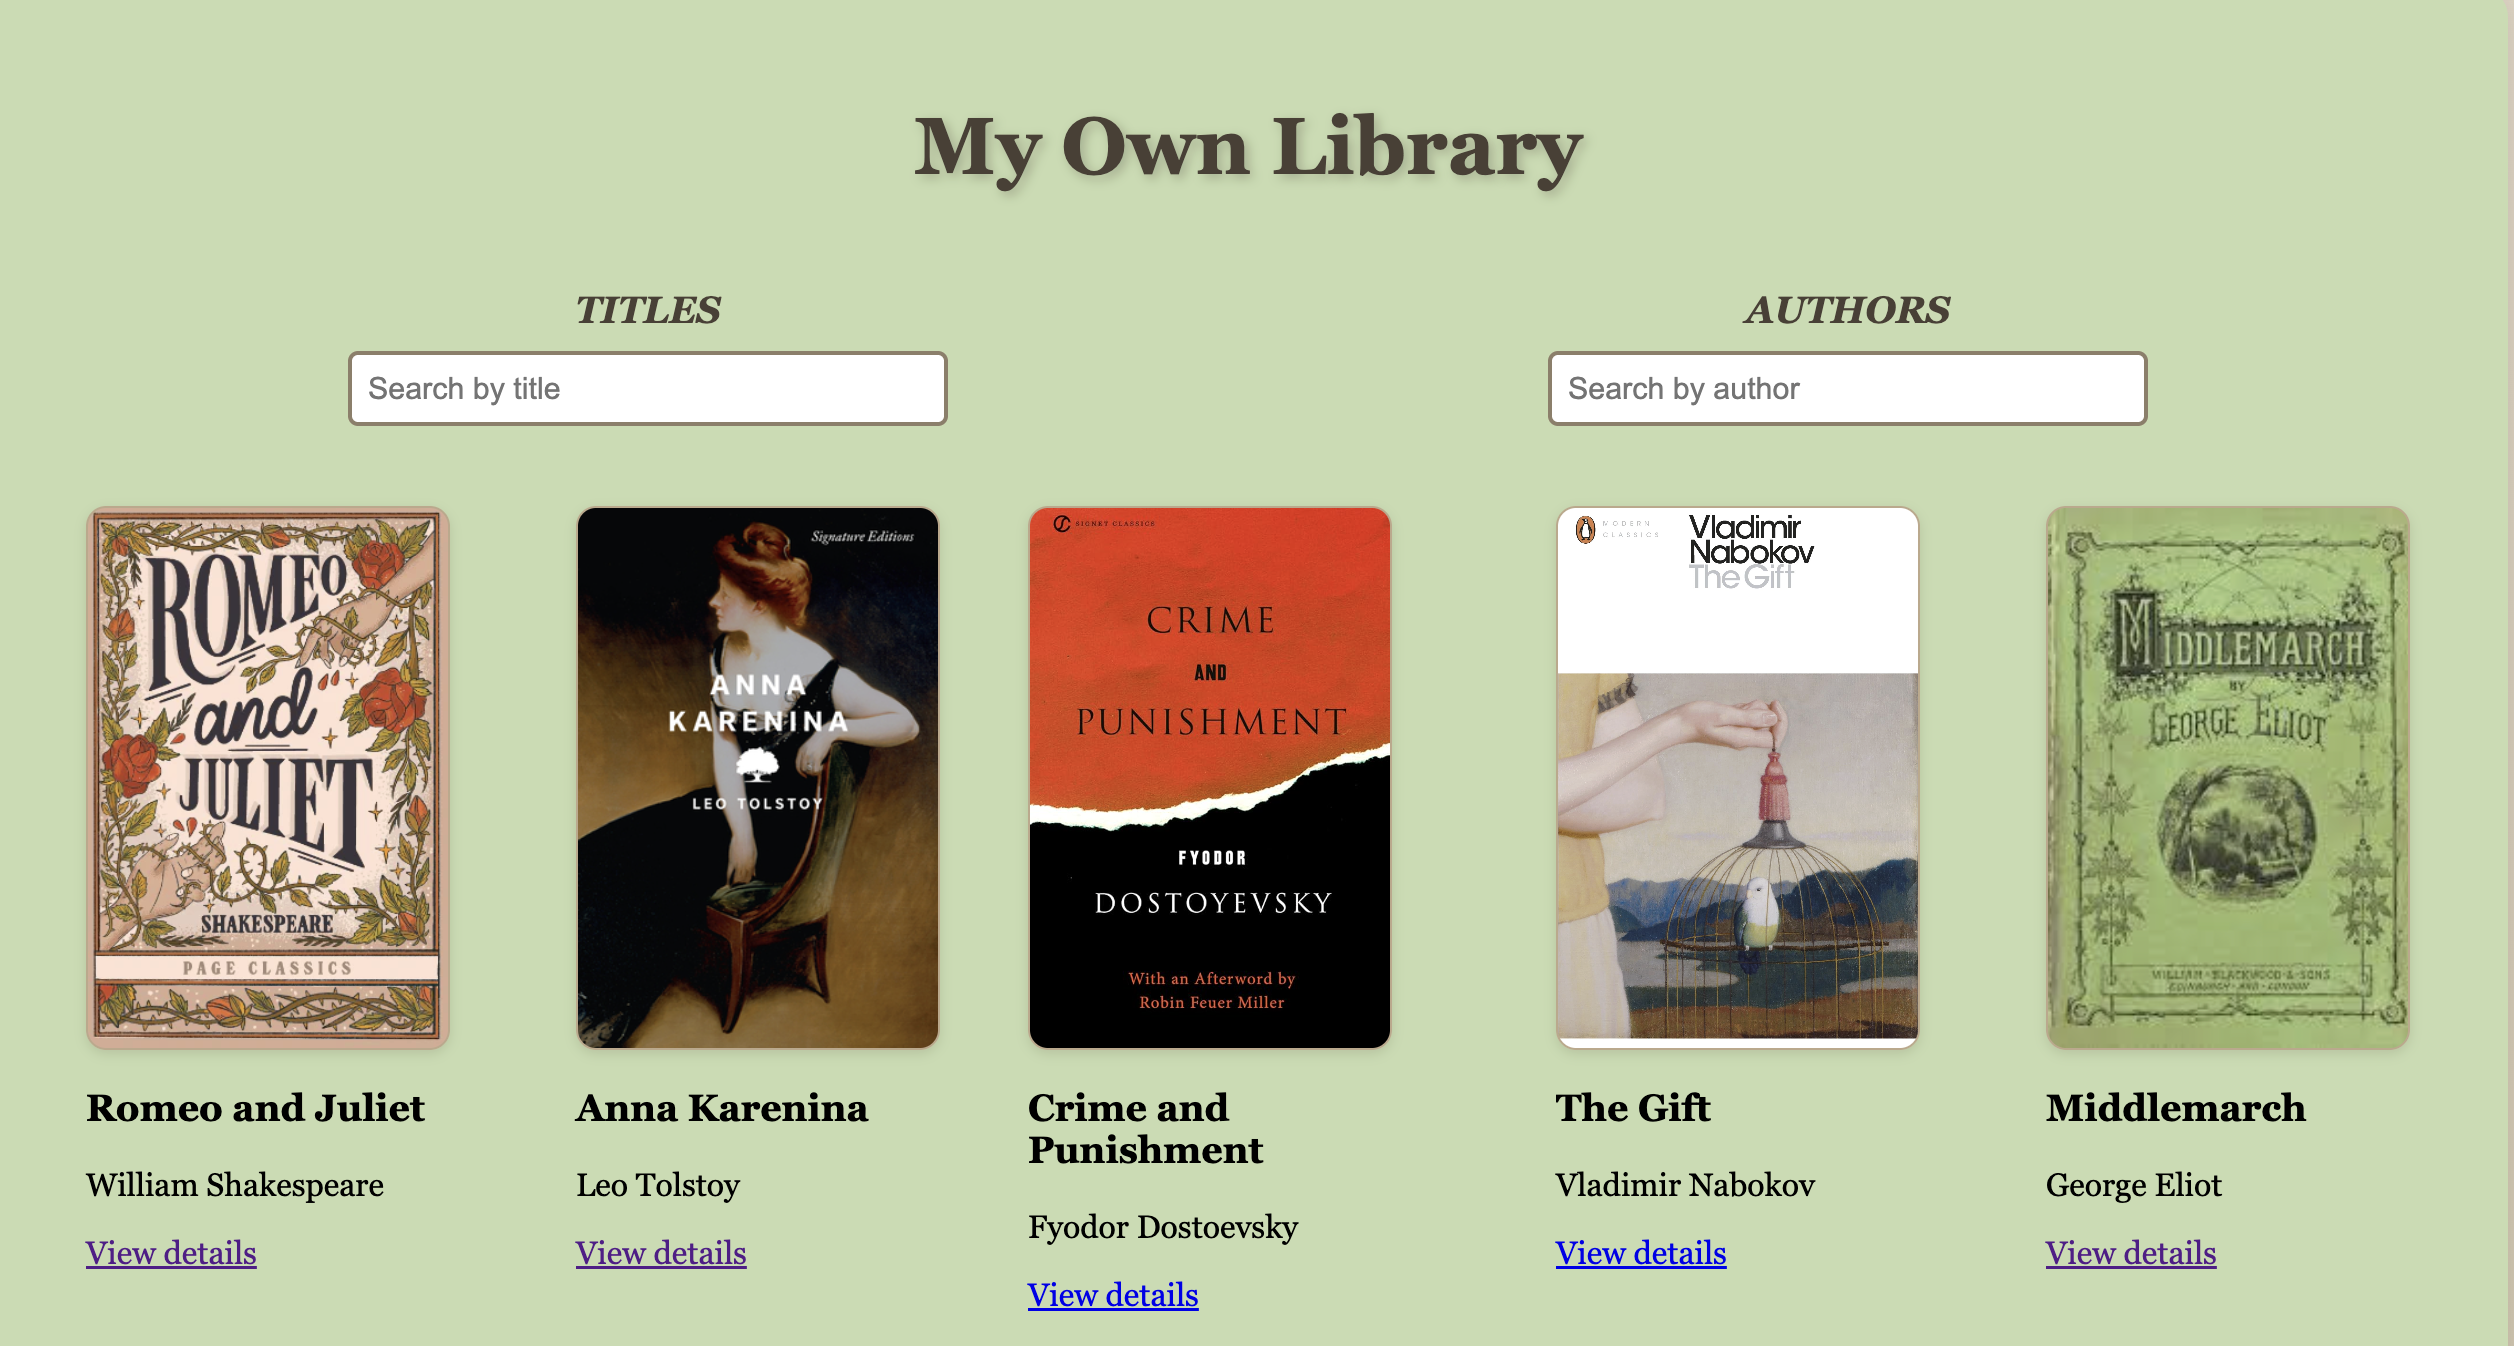 My Own Library
TITLES
AUTHORS
Search by title
Search by author
ROMEO
and
JULIET
SHAKESPEARE
PAGE CLASSICS
Signature Editions
ANNA
KARENINA
LEO TOLSTOY
SIGNET CLASSICS
CRIME
AND
PUNISHMENT
FYODOR
DOSTOYEVSKY
With an Afterword by
Robin Feuer Miller
MODERN
CLASSICS
Vladimir
Nabokov
The Gift
MIDDLEMARCH
BY
GEORGE ELIOT
WILLIAM BLACKWOOD & SONS
EDINBURGH AND LONDON
Romeo and Juliet
William Shakespeare
View details
Anna Karenina
Leo Tolstoy
View details
Crime and
Punishment
Fyodor Dostoevsky
View details
The Gift
Vladimir Nabokov
View details
Middlemarch
George Eliot
View details